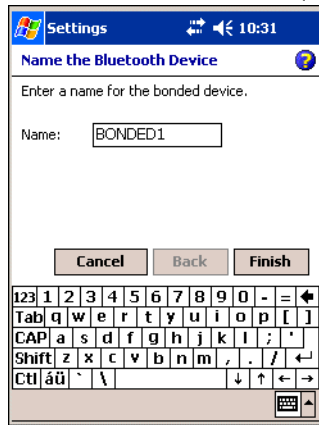 Settings 10:31
Name the Bluetooth Device ?
Enter a name for the bonded device.
Name: BONDED1
Cancel Back Finish
123 1 2 3 4 5 6 7 8 9 0 - =
Tab q w e r t y u i o p [ ]
CAP a s d f g h j k l ; '
Shift z x c v b n m , . /
Ctl áü ` \